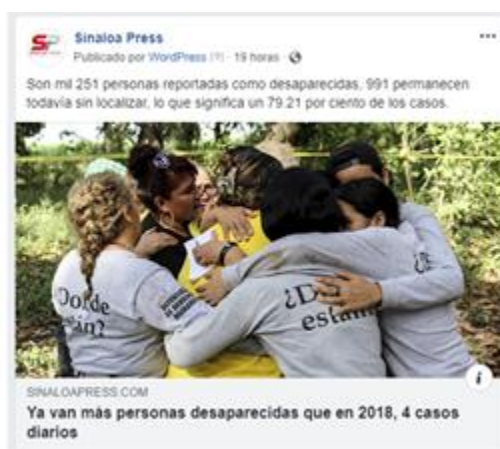 Sinaloa Press
Publicado por WordPress [?] · 19 horas ·
Son mil 251 personas reportadas como desaparecidas, 991 permanecen
todavía sin localizar, lo que significa un 79.21 por ciento de los casos.
Donde
están?
¿D
están
SINALOAPRESS.COM
Ya van más personas desaparecidas que en 2018, 4 casos
diarios